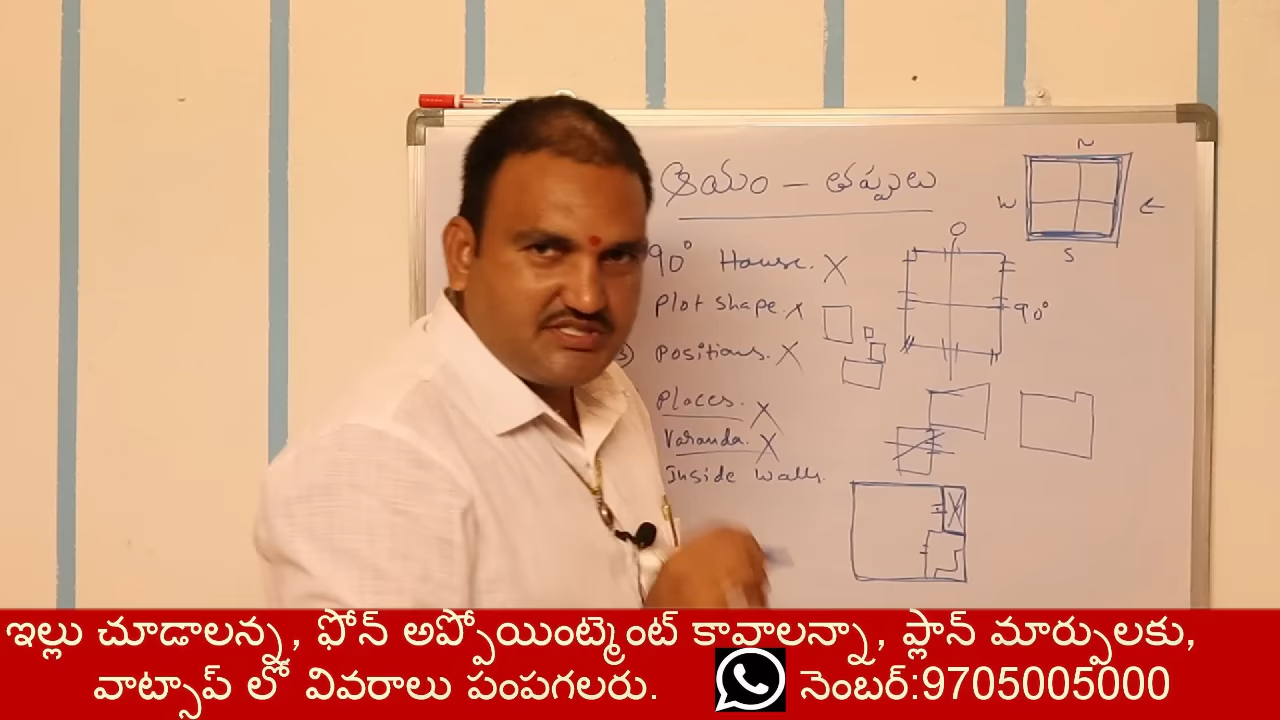 ఆయం - తప్పులు
90° House. X
Plot shape. X
3) Positions. X
Places. X
Varanda. X
Inside walls.
N
W
S
90°
ఇల్లు చూడాలన్న, ఫోన్ అప్పోయింట్మెంట్ కావాలన్నా, ప్లాన్ మార్పులకు,
వాట్సాప్ లో వివరాలు పంపగలరు. నెంబర్:9705005000